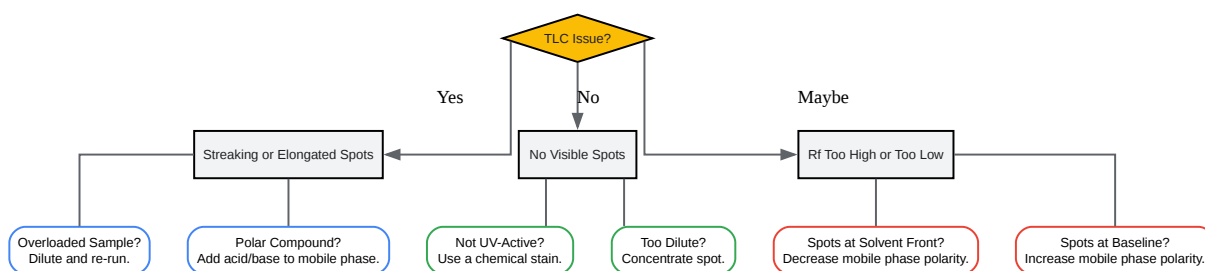 TLC Issue?
Yes
No
Maybe
Streaking or Elongated Spots
No Visible Spots
Rf Too High or Too Low
Overloaded Sample?
Dilute and re-run.
Polar Compound?
Add acid/base to mobile phase.
Not UV-Active?
Use a chemical stain.
Too Dilute?
Concentrate spot.
Spots at Solvent Front?
Decrease mobile phase polarity.
Spots at Baseline?
Increase mobile phase polarity.